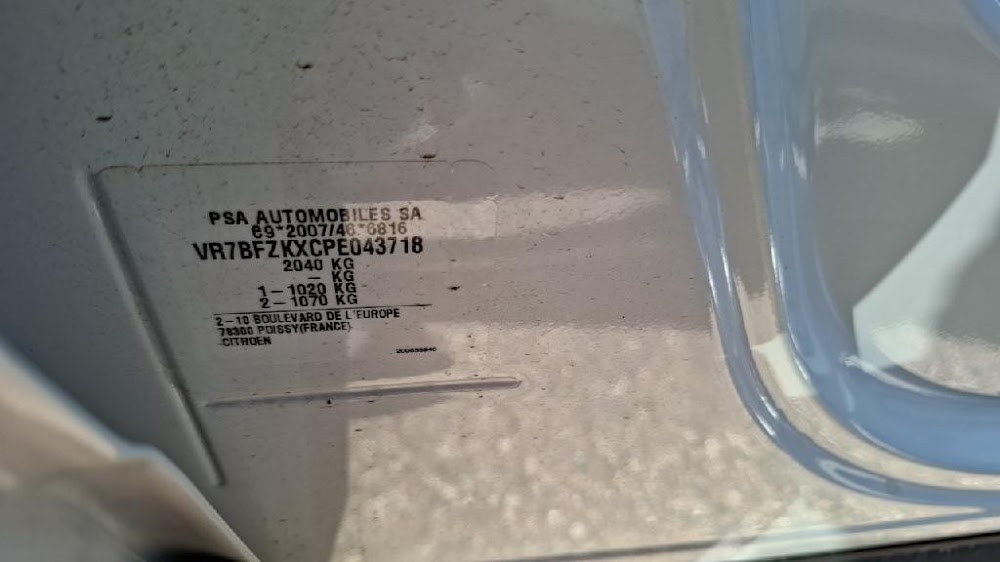 PSA AUTOMOBILES SA
e9*2007/46*6816
VR7BFZKXCPE043718
2040 KG
- KG
1-1020 KG
2-1070 KG
2-10 BOULEVARD DE L'EUROPE
78300 POISSY(FRANCE)
CITROEN